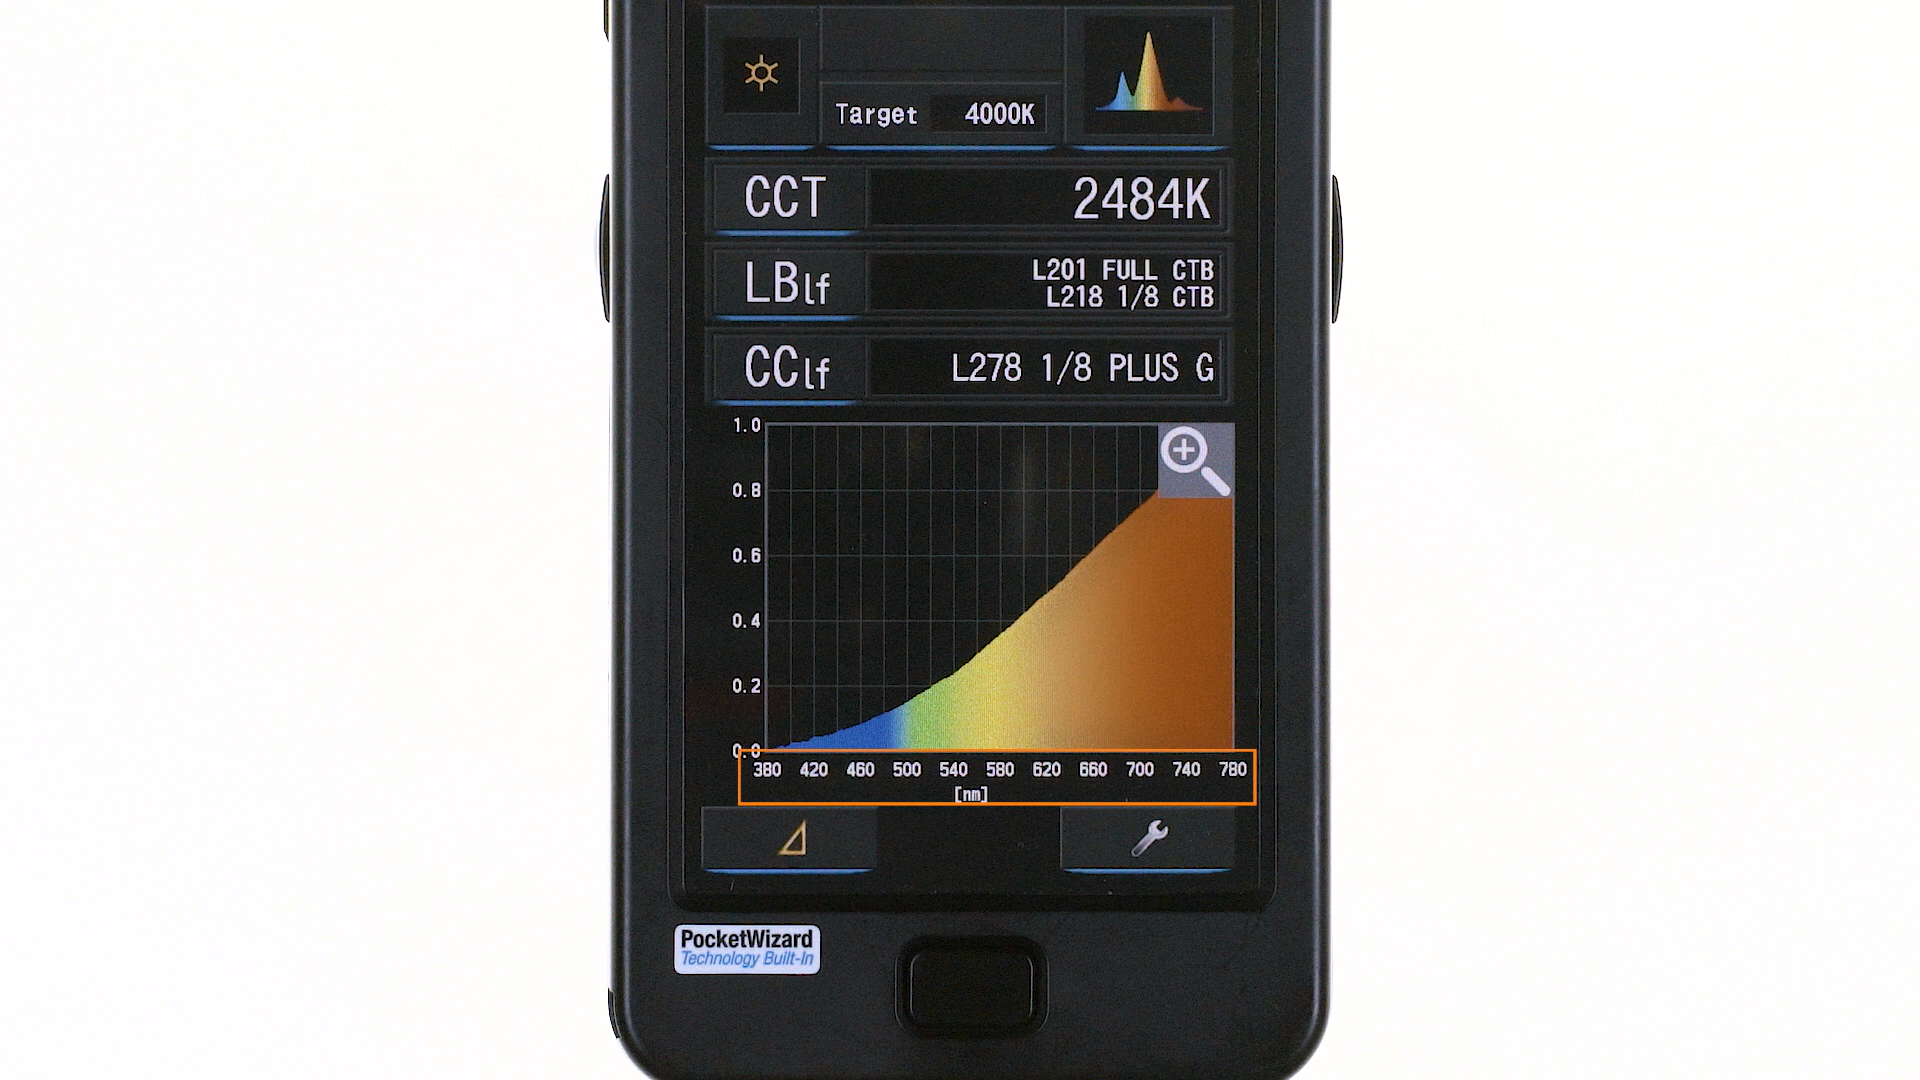 Target 4000K
CCT 2484K
LBlf L201 FULL CTB
L218 1/8 CTB
CClf L278 1/8 PLUS G
1.0
0.8
0.6
0.4
0.2
0.0
380 420 460 500 540 580 620 660 700 740 780
[nm]
PocketWizard
Technology Built-In